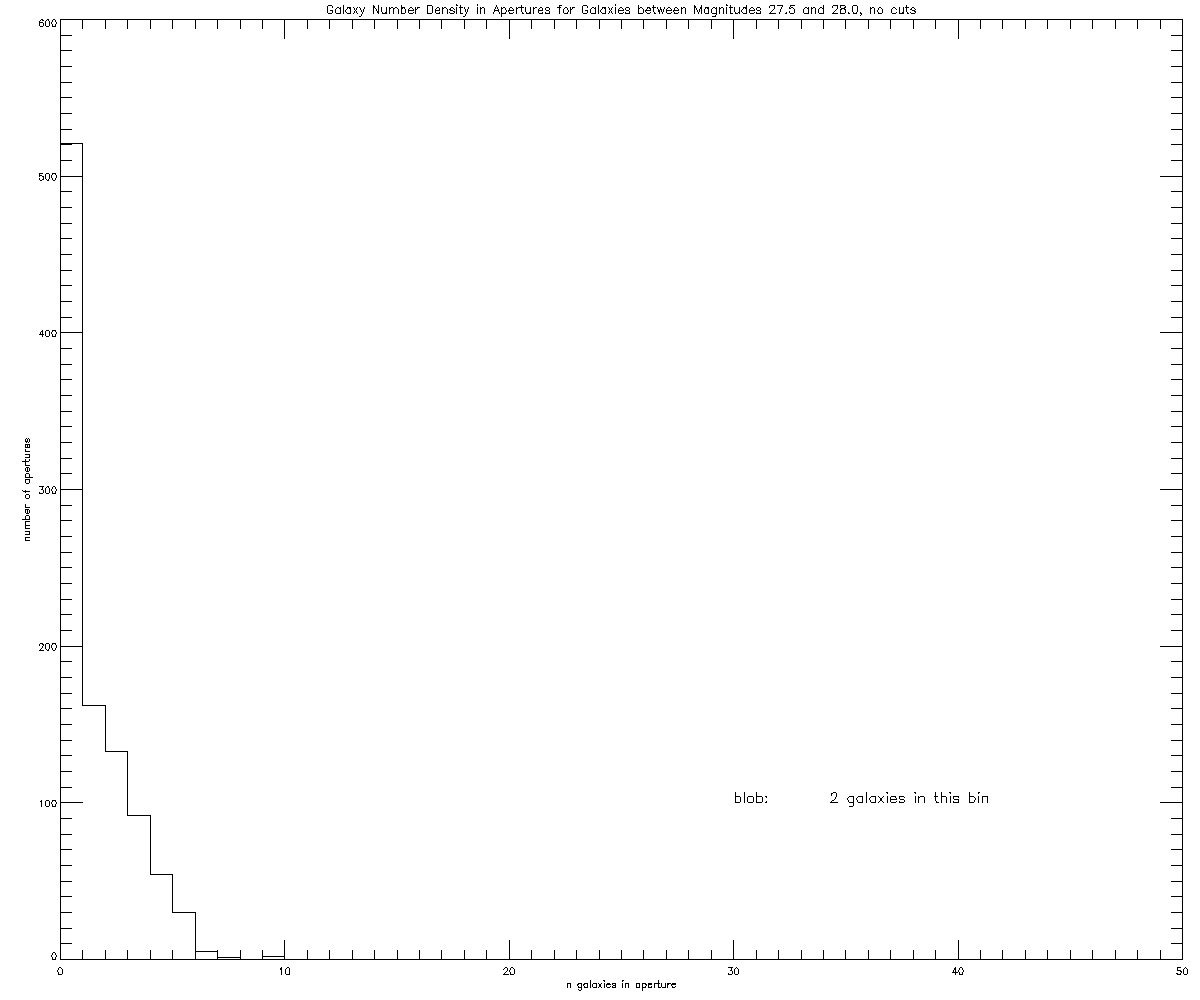 Galaxy Number Density in Apertures for Galaxies between Magnitudes 27.5 and 28.0, no cuts
600
500
400
300
200
100
0
number of apertures
blob: 2 galaxies in this bin
0 10 20 30 40 50
n galaxies in aperture